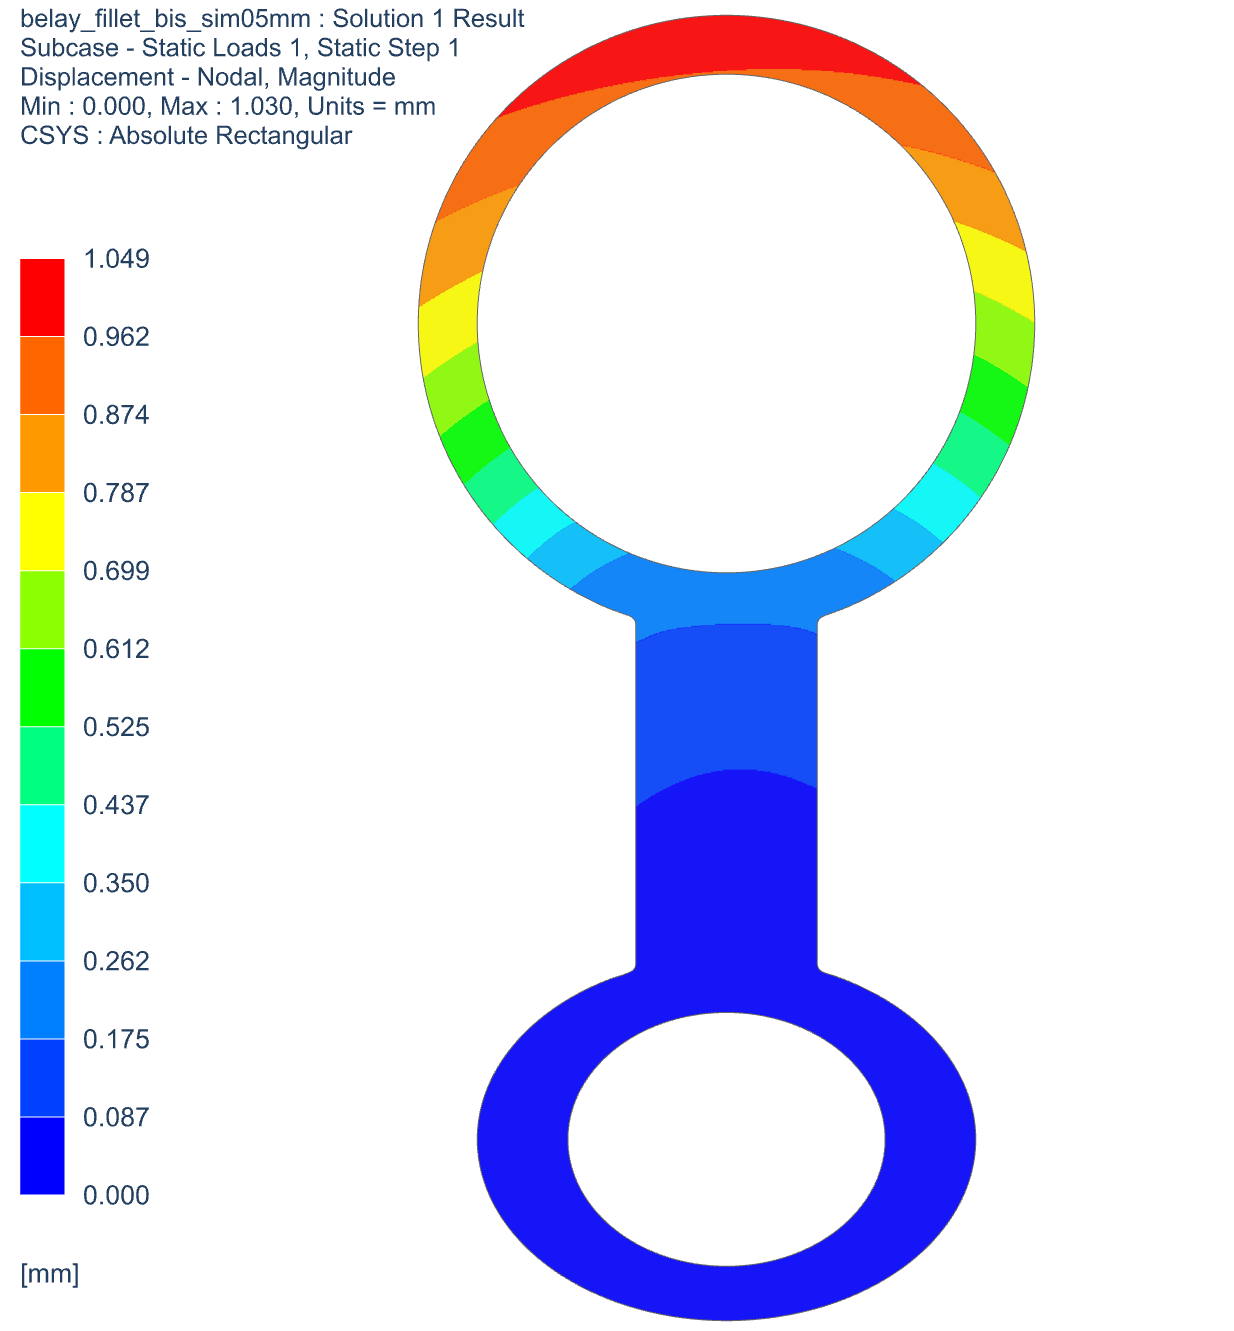 belay_fillet_bis_sim05mm : Solution 1 Result
Subcase - Static Loads 1, Static Step 1
Displacement - Nodal, Magnitude
Min : 0.000, Max : 1.030, Units = mm
CSYS : Absolute Rectangular
1.049
0.962
0.874
0.787
0.699
0.612
0.525
0.437
0.350
0.262
0.175
0.087
0.000
[mm]